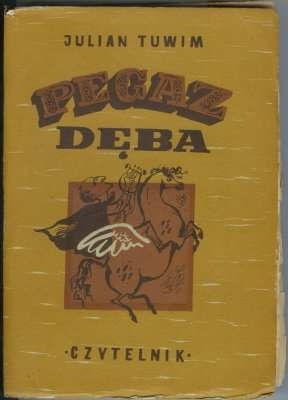 JULIAN TUWIM
PEGAZ
DĘBA
·CZYTELNIK·